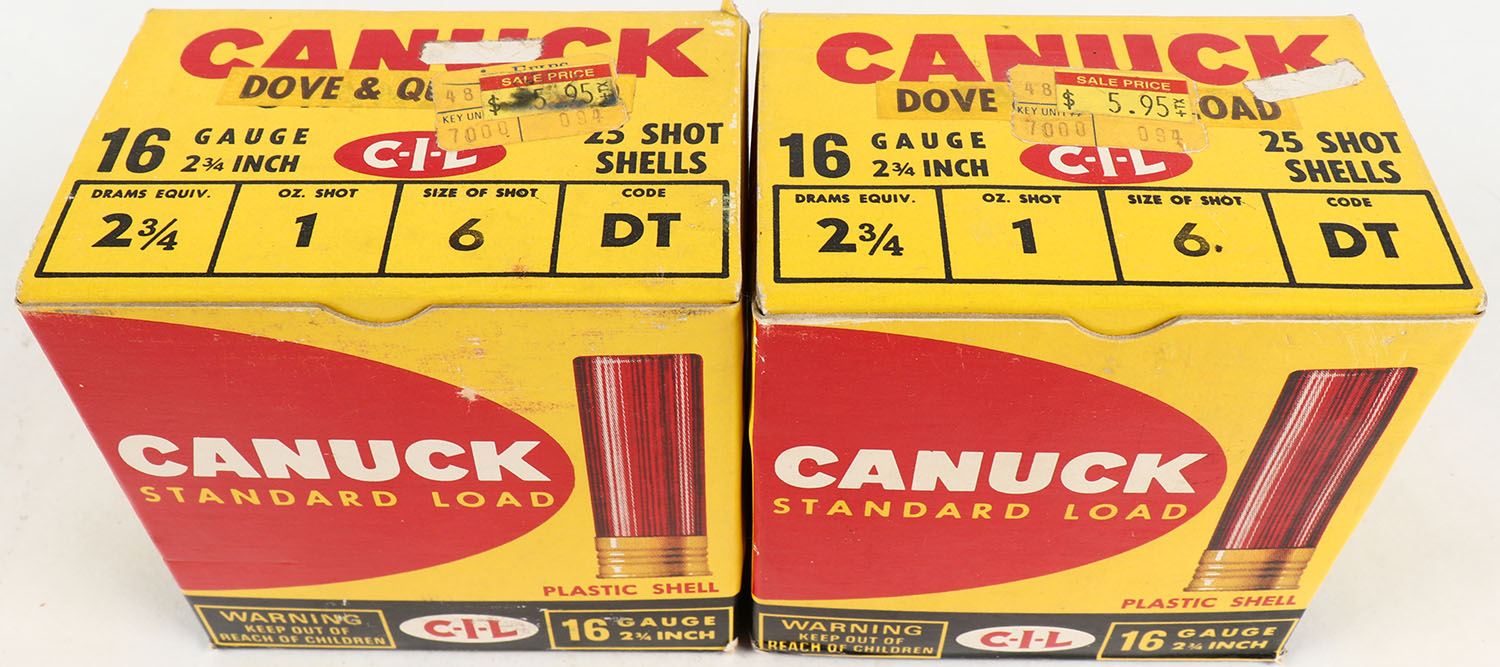 CANUCK
DOVE & QU
SALE PRICE
$ 5.95
48
KEY UNI
7000 094
16 GAUGE
2¾ INCH
C-I-L
25 SHOT
SHELLS
DRAMS EQUIV. OZ. SHOT SIZE OF SHOT CODE
2¾ 1 6 DT
CANUCK
STANDARD LOAD
PLASTIC SHELL
WARNING
KEEP OUT OF
REACH OF CHILDREN
C-I-L
16 GAUGE
2¾ INCH
CANUCK
DOVE OAD
SALE PRICE
$ 5.95 +TX
48
KEY UNIT
7000 094
16 GAUGE
2¾ INCH
C-I-L
25 SHOT
SHELLS
DRAMS EQUIV. OZ. SHOT SIZE OF SHOT CODE
2¾ 1 6. DT
CANUCK
STANDARD LOAD
PLASTIC SHELL
WARNING
KEEP OUT OF
REACH OF CHILDREN
C-I-L
16 GAUGE
2¾ INCH